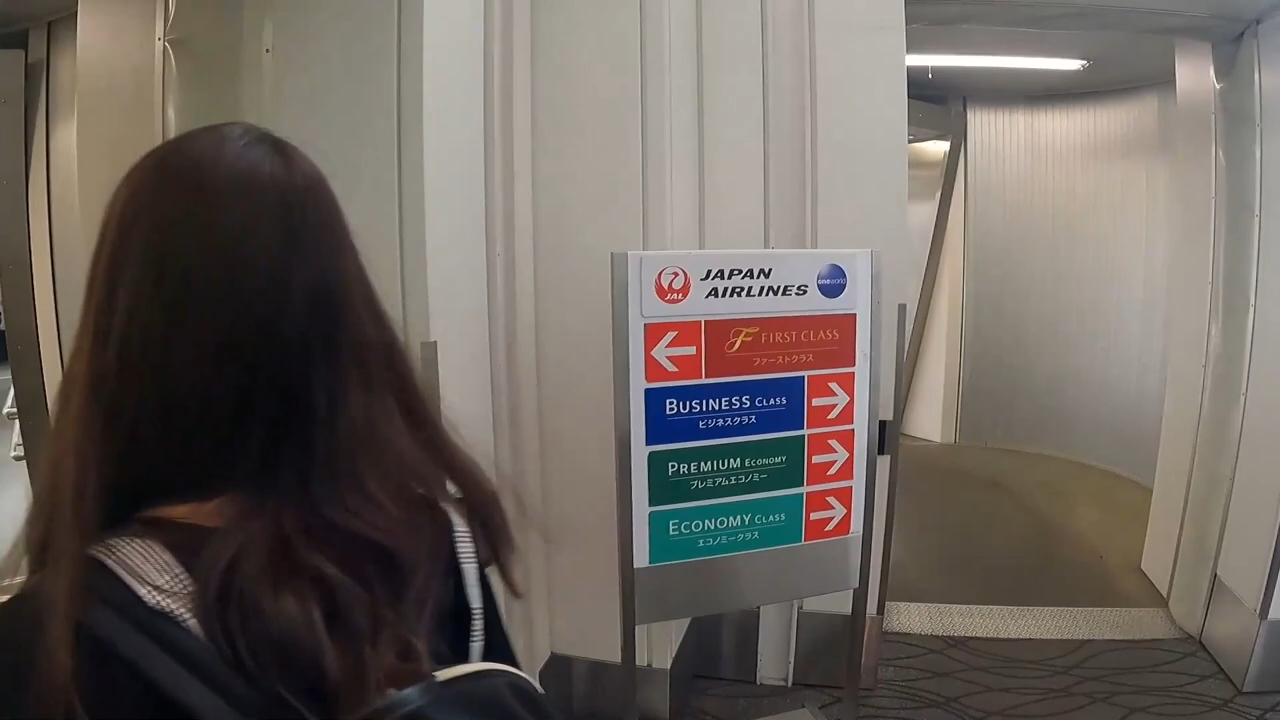 JAL
JAPAN
AIRLINES
oneworld
F FIRST CLASS
ファーストクラス
BUSINESS CLASS
ビジネスクラス
PREMIUM ECONOMY
プレミアムエコノミー
ECONOMY CLASS
エコノミークラス